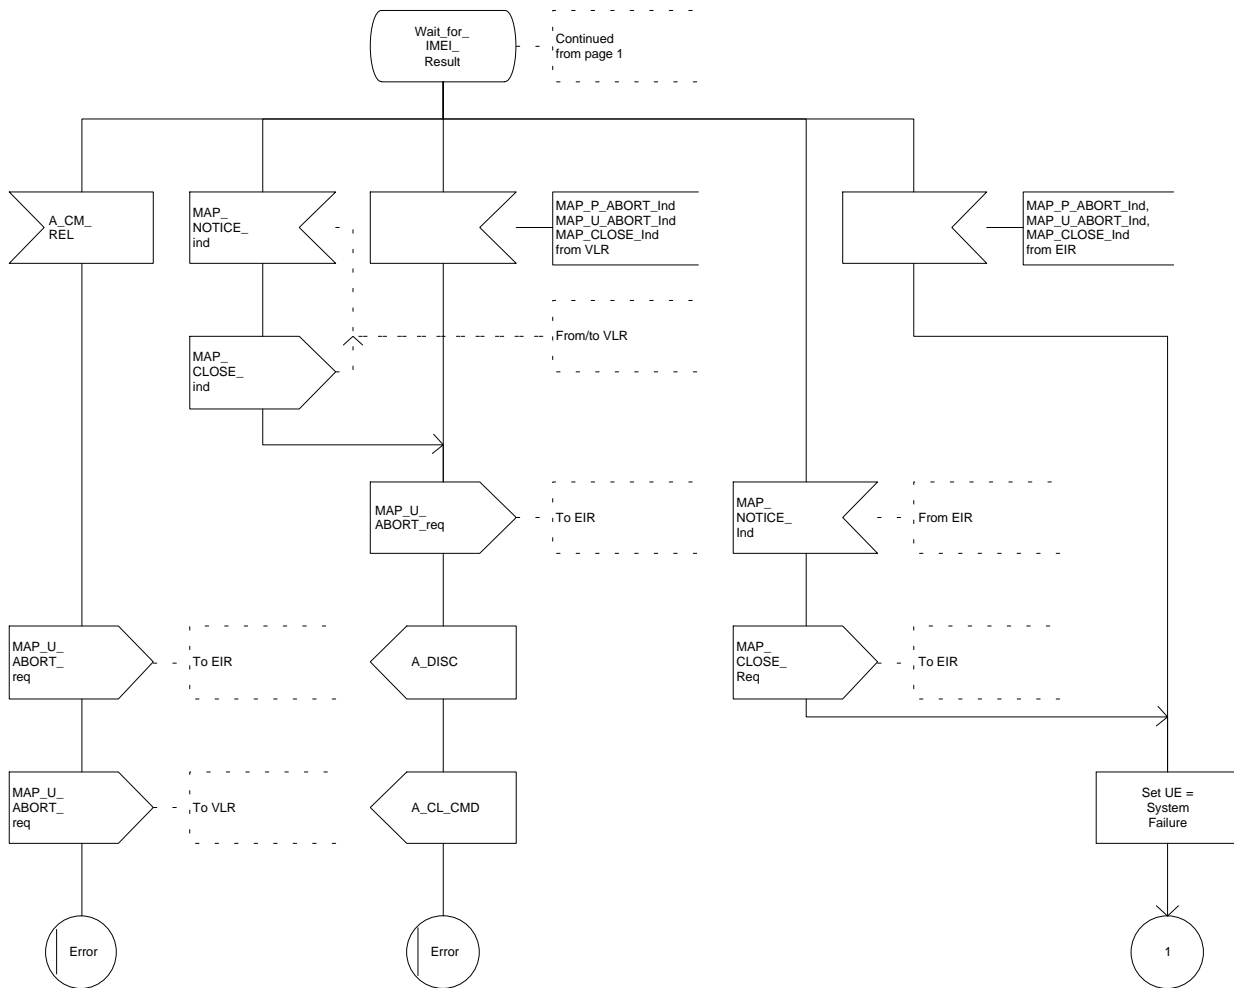 Wait_for_
IMEI_
Result
Continued
from page 1
A_CM_
REL
MAP_
NOTICE_
ind
MAP_P_ABORT_Ind
MAP_U_ABORT_Ind
MAP_CLOSE_Ind
from VLR
MAP_P_ABORT_Ind,
MAP_U_ABORT_Ind,
MAP_CLOSE_Ind
from EIR
MAP_
CLOSE_
ind
From/to VLR
MAP_U_
ABORT_req
To EIR
MAP_
NOTICE_
Ind
From EIR
MAP_U_
ABORT_
req
To EIR
A_DISC
MAP_
CLOSE_
Req
To EIR
MAP_U_
ABORT_
req
To VLR
A_CL_CMD
Set UE =
System
Failure
Error
Error
1